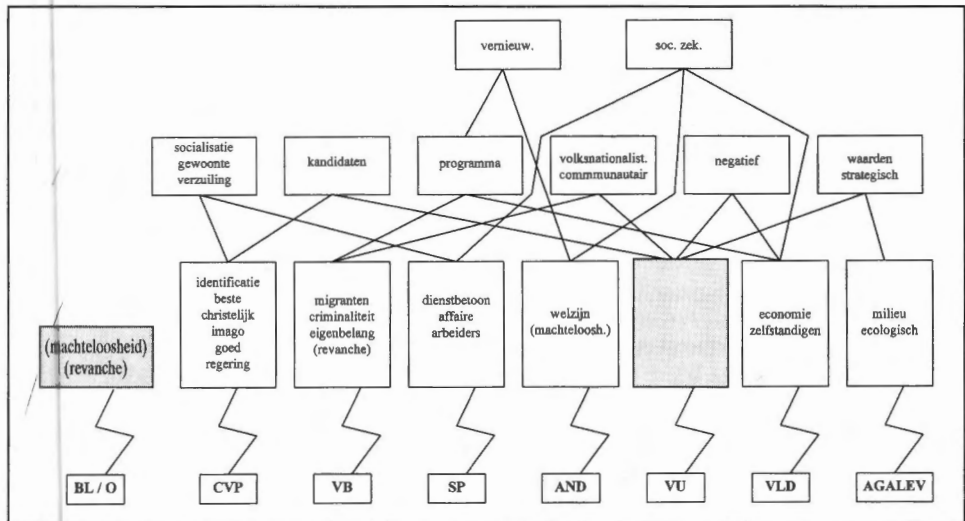 vernieuw.
soc. zek.
socialisatie
gewoonte
verzuiling
kandidaten
programma
volksnationalist.
commmunautair
negatief
waarden
strategisch
(machteloosheid)
(revanche)
identificatie
beste
christelijk
imago
goed
regering
migranten
criminaliteit
eigenbelang
(revanche)
dienstbetoon
affaire
arbeiders
welzijn
(machteloosh.)
economie
zelfstandigen
milieu
ecologisch
BL / O
CVP
VB
SP
AND
VU
VLD
AGALEV